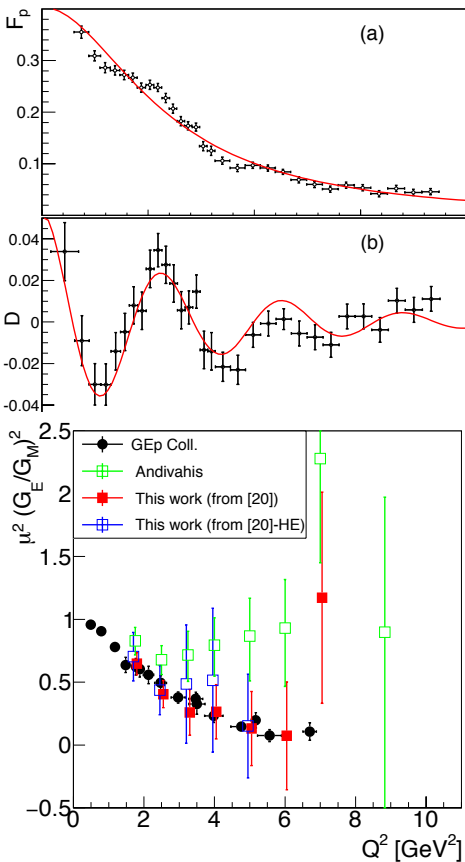 F_p
(a)
0.3
0.2
0.1
D
(b)
0.04
0.02
0
-0.02
-0.04
μ² (G_E/G_M)²
2.5
GEp Coll.
Andivahis
This work (from [20])
This work (from [20]-HE)
2
1.5
1
0.5
0
-0.5
0 2 4 6 8 10
Q² [GeV²]